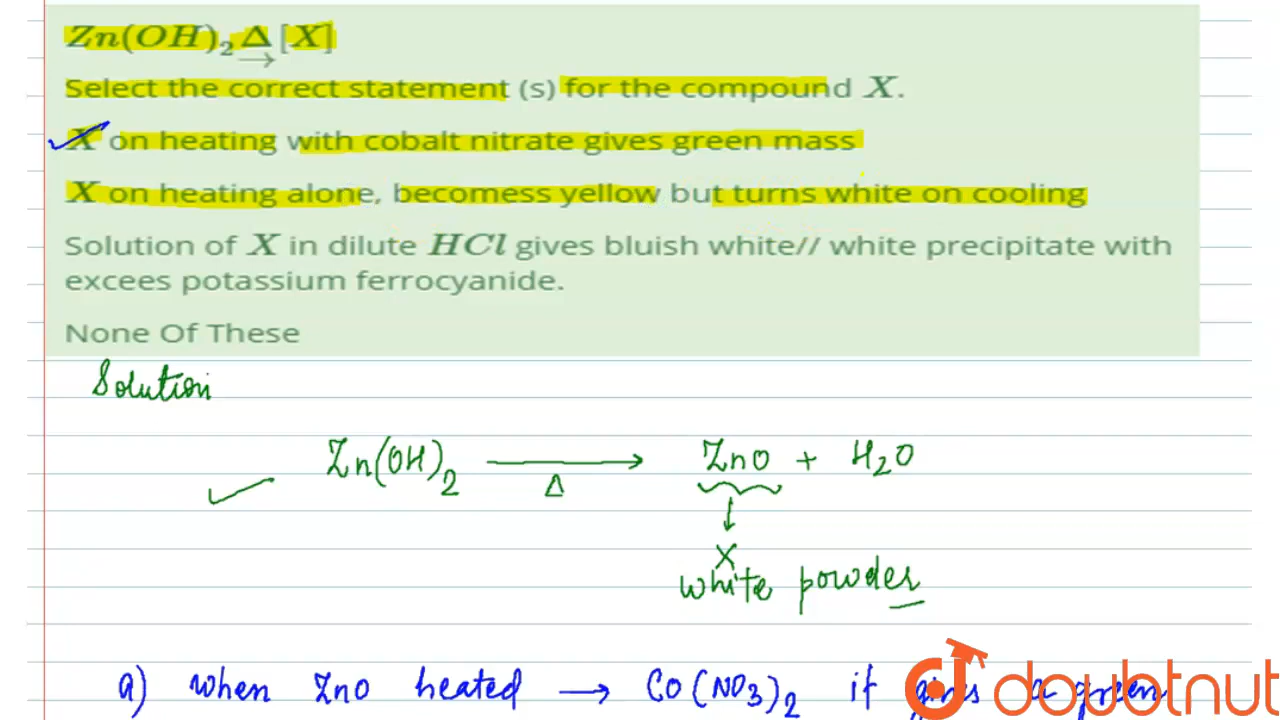 Zn(OH)₂ Δ→ [X]
Select the correct statement (s) for the compound X.
X on heating with cobalt nitrate gives green mass
X on heating alone, becomess yellow but turns white on cooling
Solution of X in dilute HCl gives bluish white// white precipitate with
excees potassium ferrocyanide.
None Of These
Solution
Zn(OH)₂ →Δ ZnO + H₂O
X
white powder
a) when ZnO heated → Co(NO3)₂ it gives a green
doubtnut